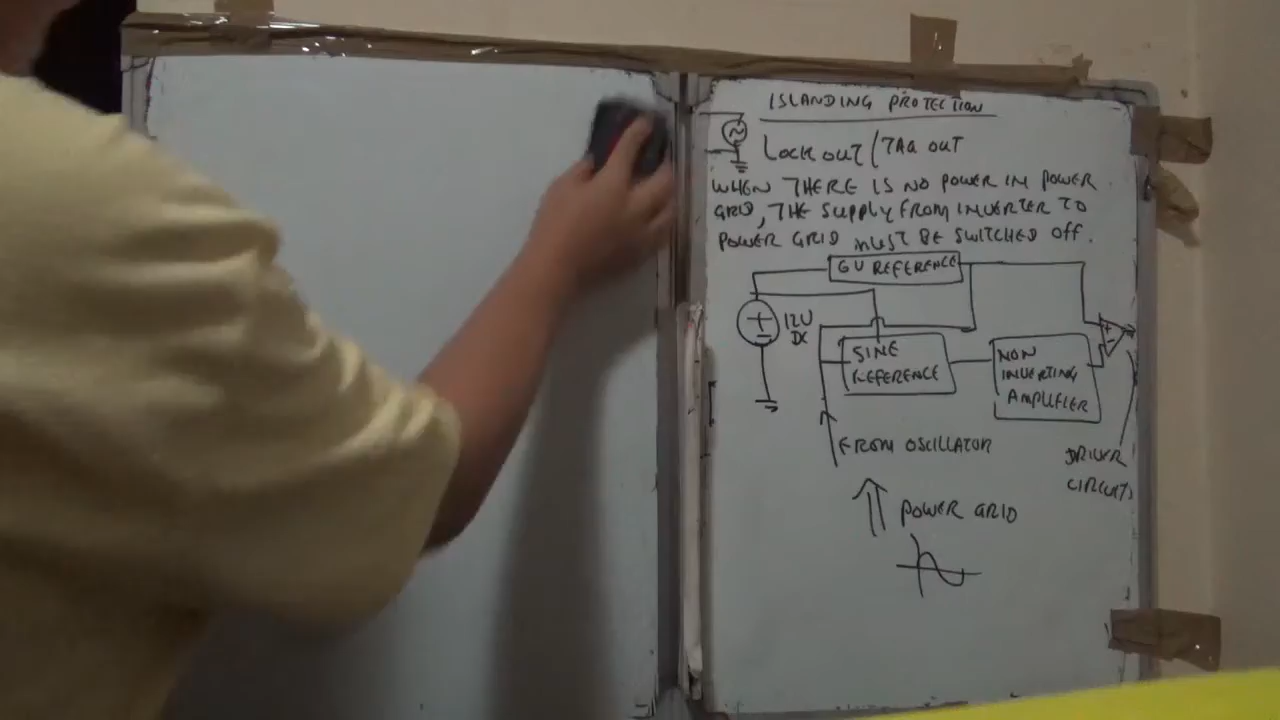 ISLANDING PROTECTION
LOCK OUT/TAG OUT
WHEN THERE IS NO POWER IN POWER
GRID, THE SUPPLY FROM INVERTER TO
POWER GRID MUST BE SWITCHED OFF.
6V REFERENCE
+
-
12V
DC
+
-
SINE
REFERENCE
NON
INVERTING
AMPLIFIER
FROM OSCILLATOR
DRIVER
CIRCUITS
POWER GRID